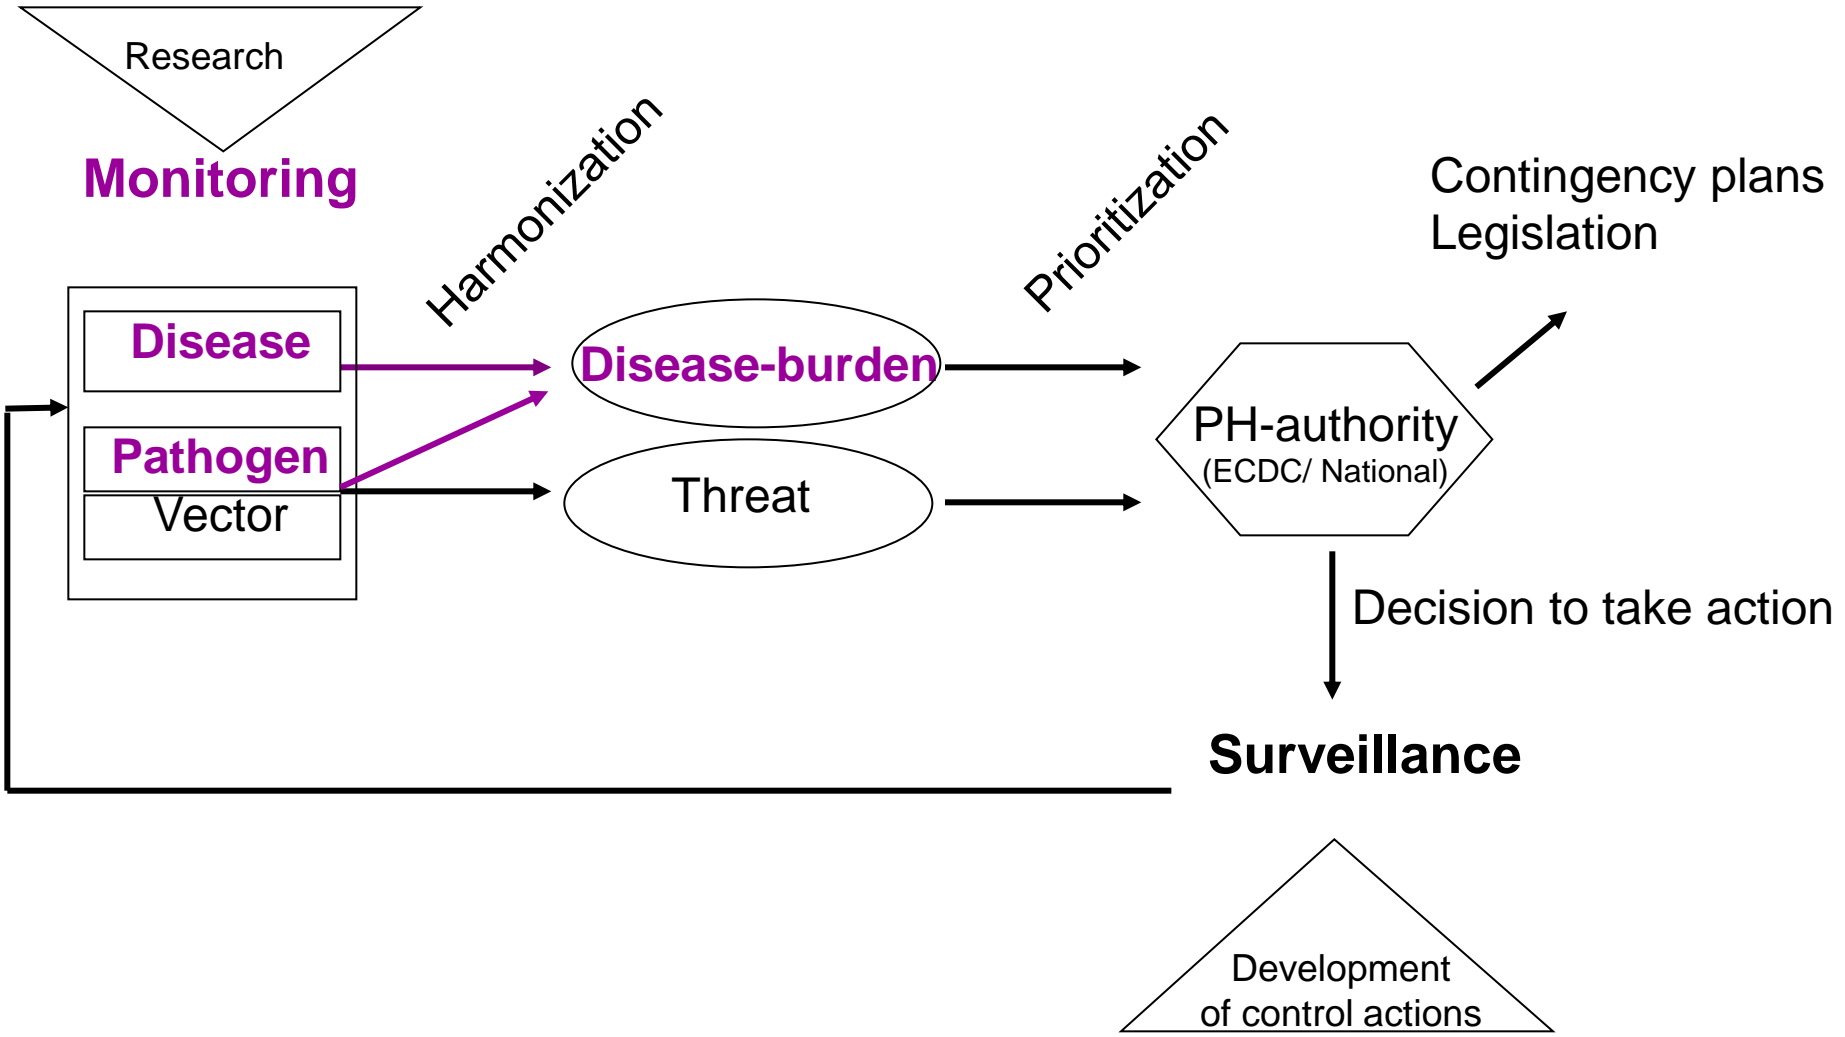 Research
Monitoring
Harmonization
Prioritization
Contingency plans
Legislation
Disease
Disease-burden
Pathogen
Vector
Threat
PH-authority
(ECDC/ National)
Decision to take action
Surveillance
Development
of control actions